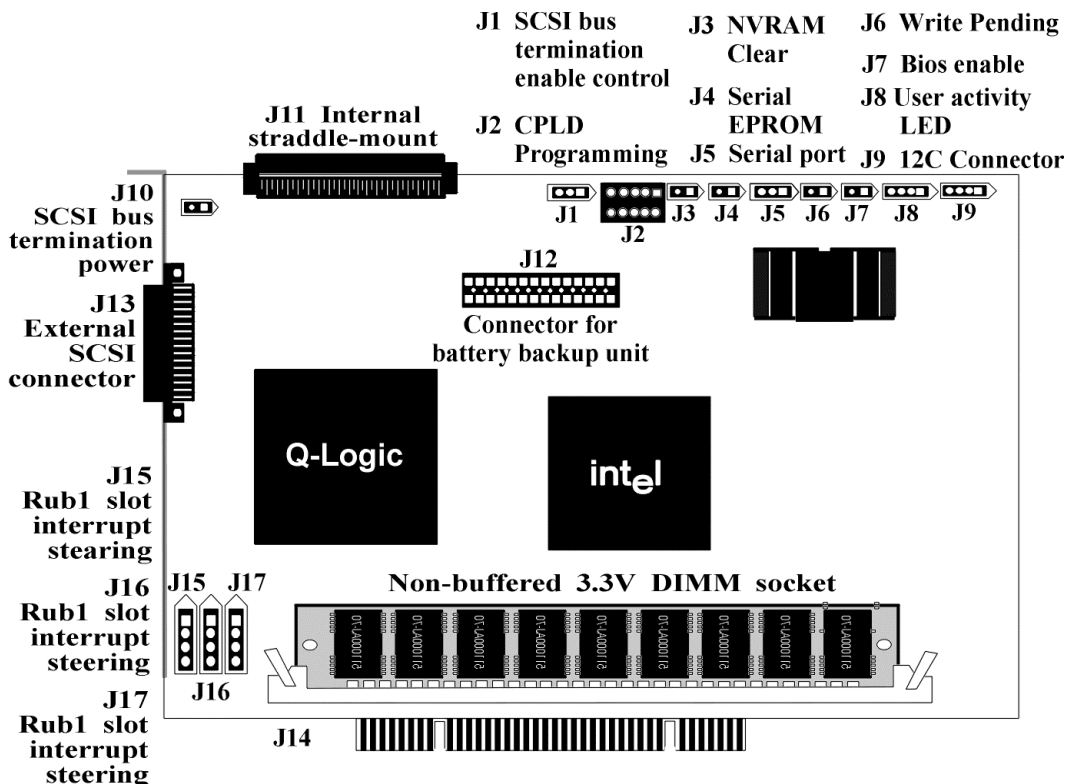 J1 SCSI bus
termination
enable control
J2 CPLD
Programming
J3 NVRAM
Clear
J4 Serial
EPROM
J5 Serial port
J6 Write Pending
J7 Bios enable
J8 User activity
LED
J9 12C Connector
J11 Internal
straddle-mount
J10
SCSI bus
termination
power
J1
J2
J3
J4
J5
J6
J7
J8
J9
J12
Connector for
battery backup unit
J13
External
SCSI
connector
Q-Logic
intel
J15
Rub1 slot
interrupt
stearing
J16
Rub1 slot
interrupt
steering
J17
Rub1 slot
interrupt
steering
J15
J17
J16
Non-buffered 3.3V DIMM socket
J14